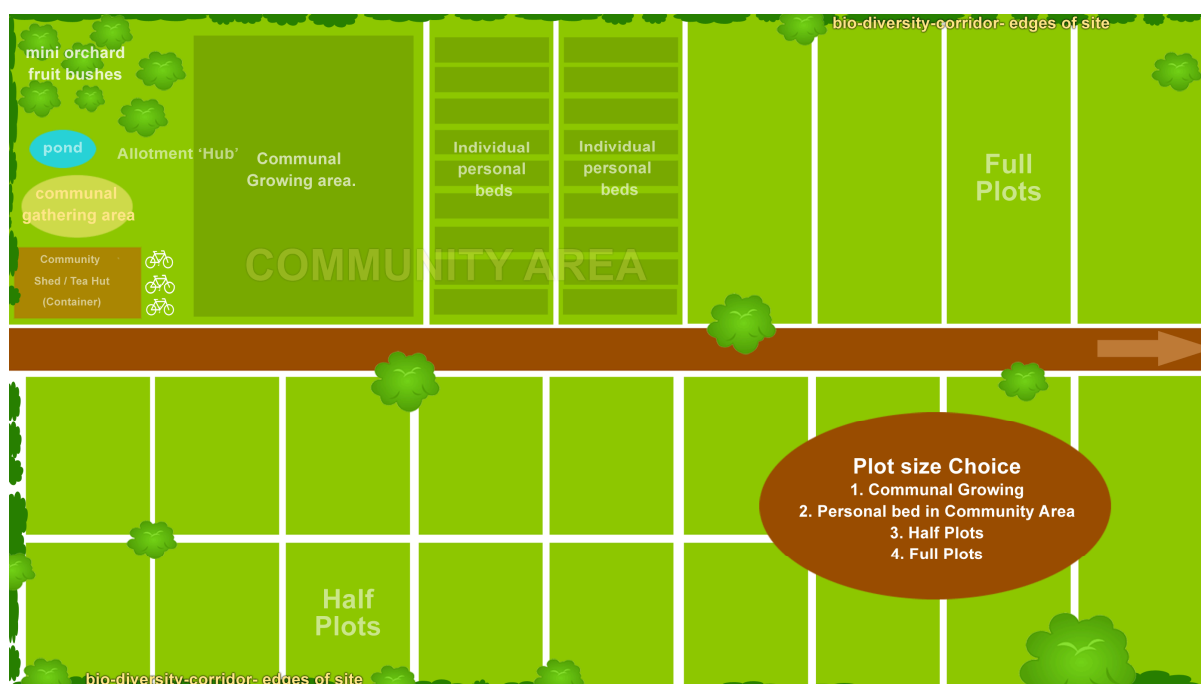 bio-diversity-corridor- edges of site
mini orchard
fruit bushes
pond
Allotment ‘Hub’
communal
gathering area
Community
Shed / Tea Hut
(Container)
Communal
Growing area.
Individual
personal
beds
Individual
personal
beds
COMMUNITY AREA
Full
Plots
Plot size Choice
1. Communal Growing
2. Personal bed in Community Area
3. Half Plots
4. Full Plots
Half
Plots
bio-diversity-corridor- edges of site